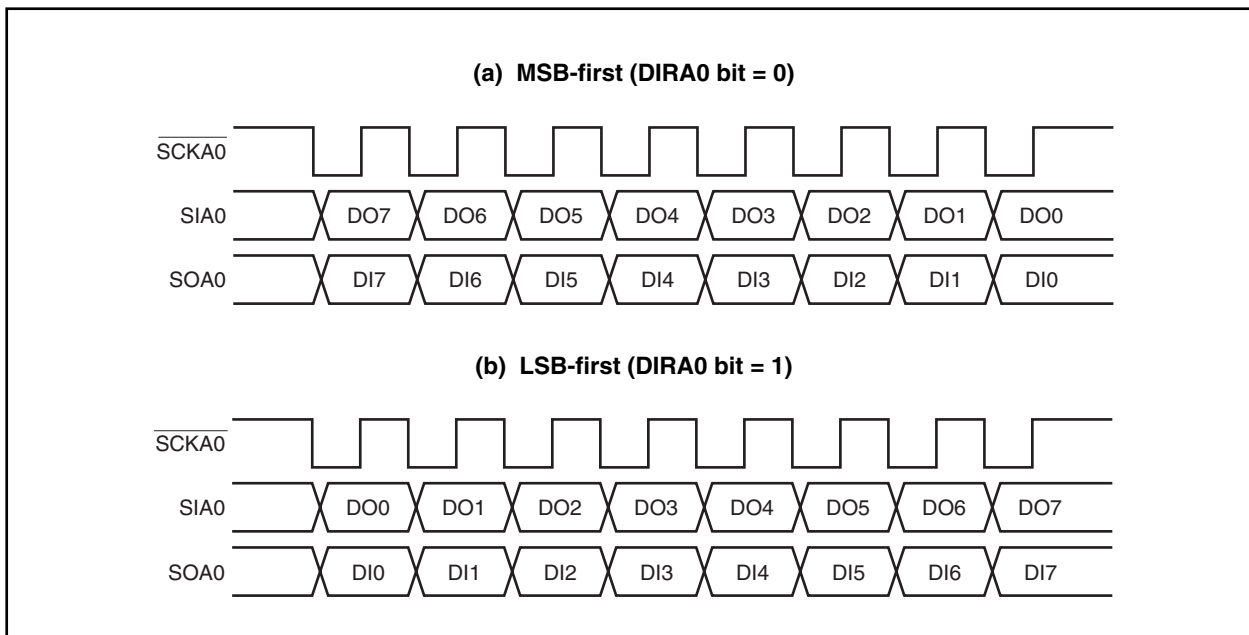 (a) MSB-first (DIRA0 bit = 0)
SCKA0
SIA0 DO7 DO6 DO5 DO4 DO3 DO2 DO1 DO0
SOA0 DI7 DI6 DI5 DI4 DI3 DI2 DI1 DI0
(b) LSB-first (DIRA0 bit = 1)
SCKA0
SIA0 DO0 DO1 DO2 DO3 DO4 DO5 DO6 DO7
SOA0 DI0 DI1 DI2 DI3 DI4 DI5 DI6 DI7